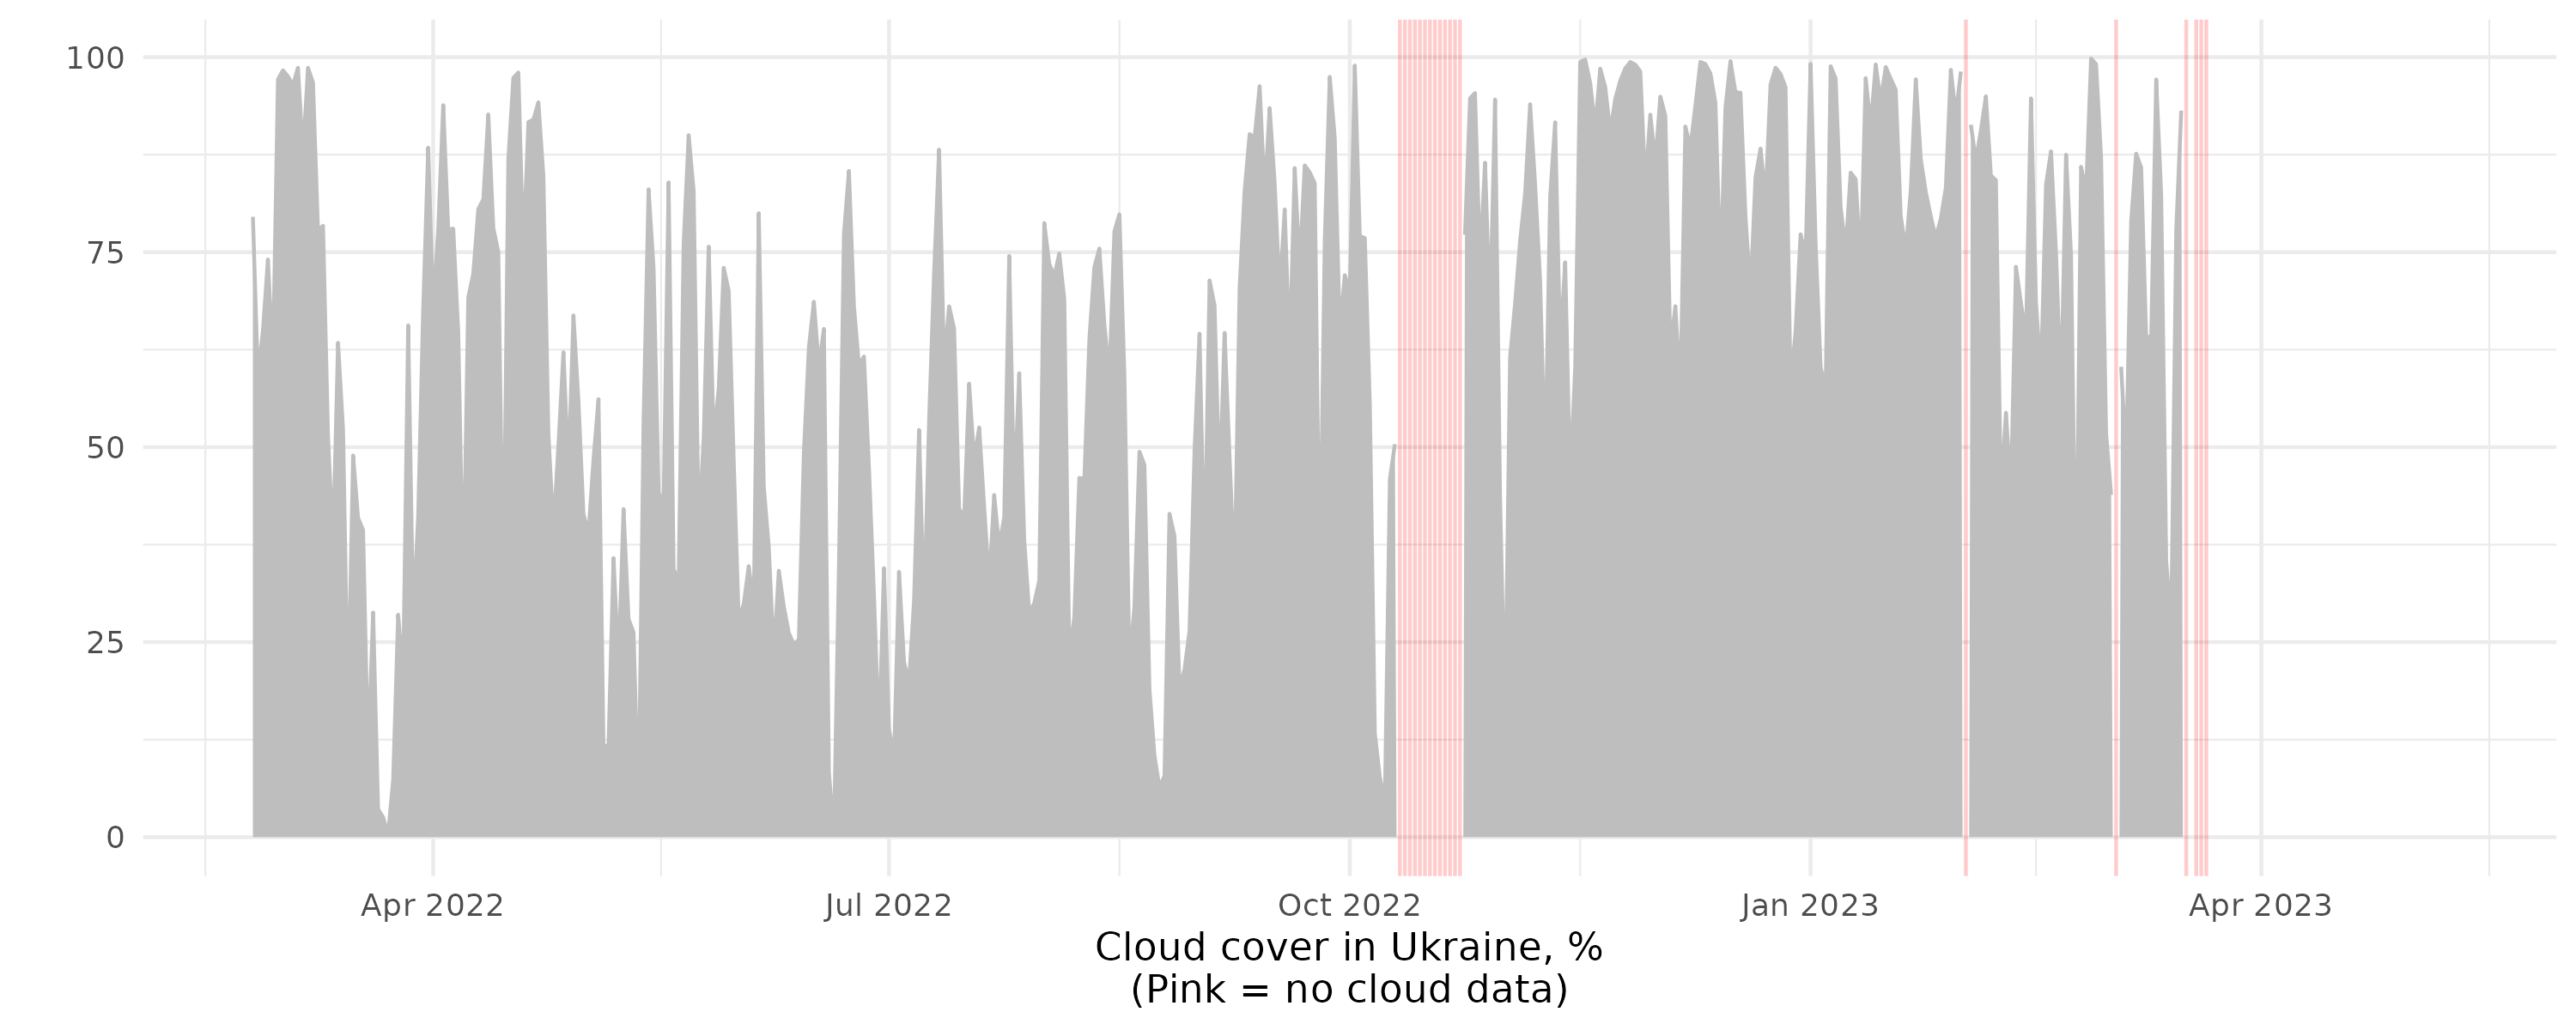 100
75
50
25
0
Apr 2022
Jul 2022
Oct 2022
Jan 2023
Apr 2023
Cloud cover in Ukraine, %
(Pink = no cloud data)